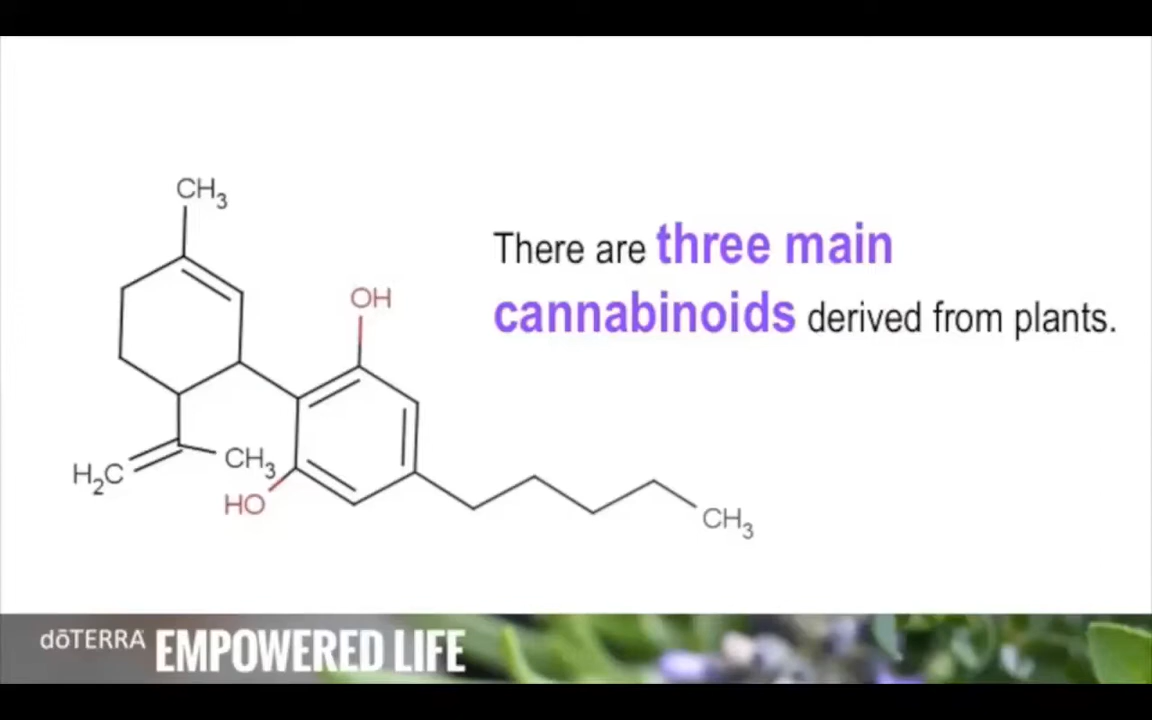 CH3
OH
There are three main
cannabinoids derived from plants.
H2C
CH3
HO
CH3
dōTERRA EMPOWERED LIFE